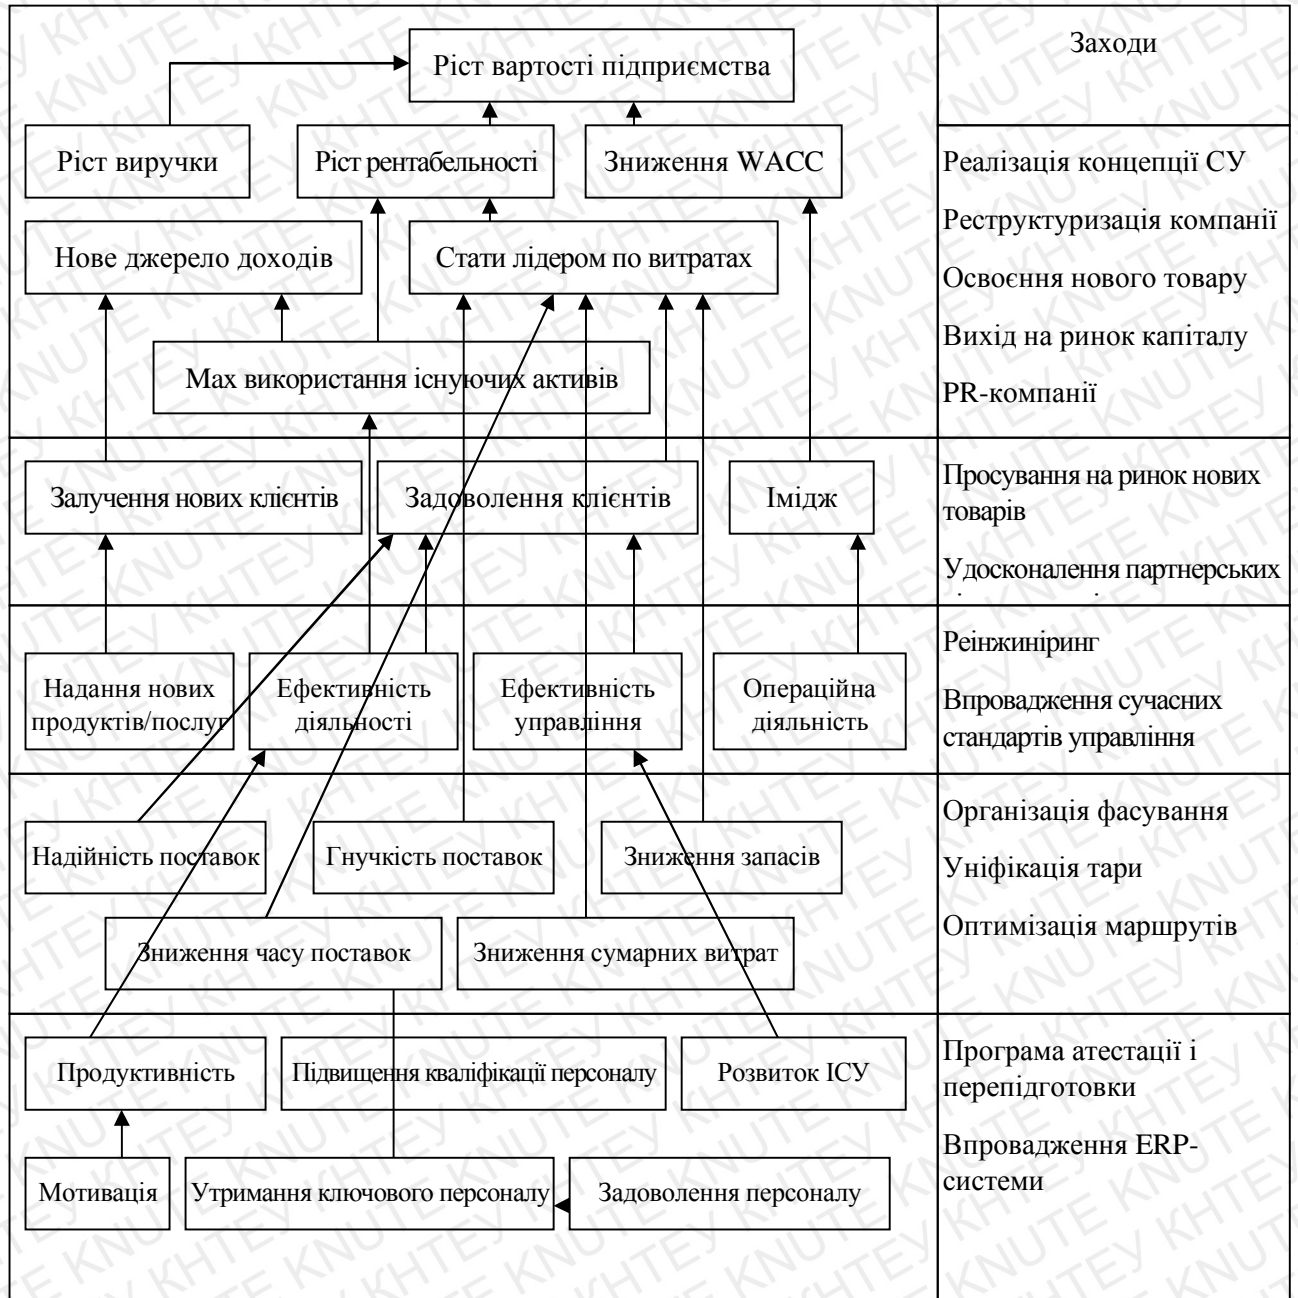 Заходи
Ріст вартості підприємства
Ріст виручки
Ріст рентабельності
Зниження WACC
Реалізація концепції СУ
Реструктуризація компанії
Освоєння нового товару
Вихід на ринок капіталу
PR-компанії
Нове джерело доходів
Стати лідером по витратах
Мах використання існуючих активів
Залучення нових клієнтів
Задоволення клієнтів
Імідж
Просування на ринок нових
товарів
Удосконалення партнерських
Надання нових
продуктів/послуг
Ефективність
діяльності
Ефективність
управління
Операційна
діяльність
Реінжиніринг
Впровадження сучасних
стандартів управління
Надійність поставок
Гнучкість поставок
Зниження запасів
Зниження часу поставок
Зниження сумарних витрат
Організація фасування
Уніфікація тари
Оптимізація маршрутів
Продуктивність
Підвищення кваліфікації персоналу
Розвиток ІСУ
Мотивація
Утримання ключового персоналу
Задоволення персоналу
Програма атестації і
перепідготовки
Впровадження ERP-
системи